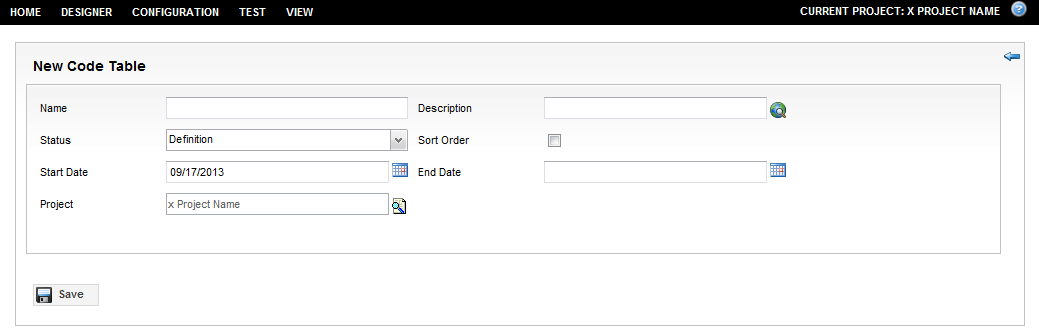 HOME DESIGNER CONFIGURATION TEST VIEW CURRENT PROJECT: X PROJECT NAME ?
New Code Table
Name Description
Status Definition Sort Order
Start Date 09/17/2013 End Date
Project x Project Name
Save